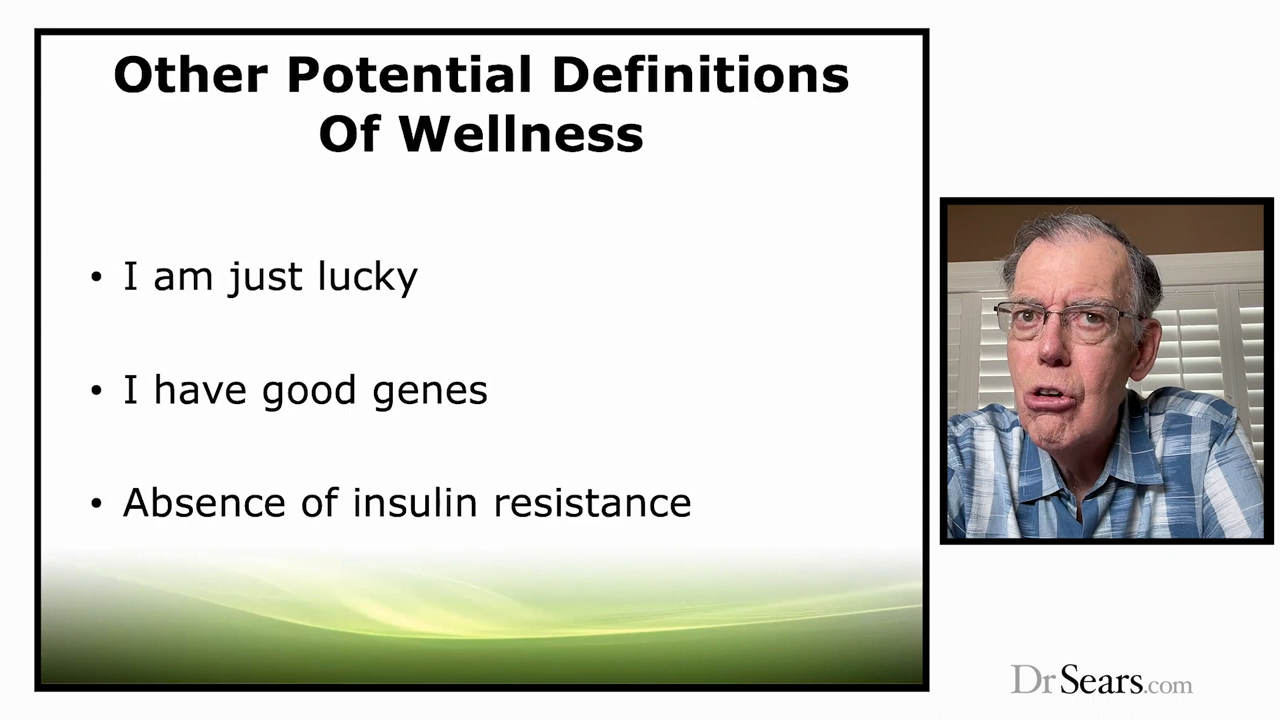 Other Potential Definitions
Of Wellness
• I am just lucky
• I have good genes
• Absence of insulin resistance
DrSears.com